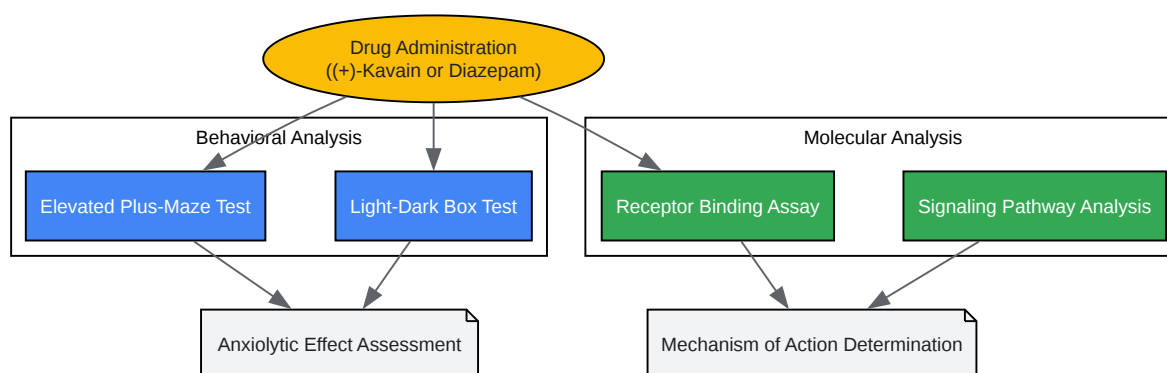 Drug Administration
((+)-Kavain or Diazepam)
Behavioral Analysis
Molecular Analysis
Elevated Plus-Maze Test
Light-Dark Box Test
Receptor Binding Assay
Signaling Pathway Analysis
Anxiolytic Effect Assessment
Mechanism of Action Determination